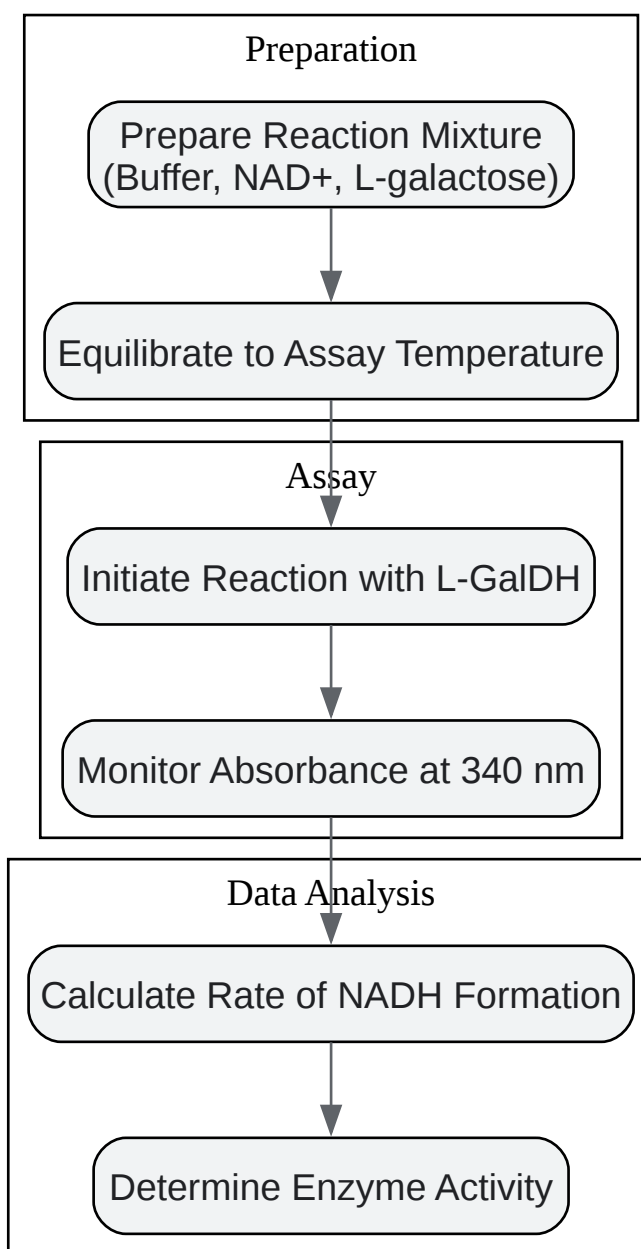 Preparation
Prepare Reaction Mixture
(Buffer, NAD+, L-galactose)
Equilibrate to Assay Temperature
Assay
Initiate Reaction with L-GalDH
Monitor Absorbance at 340 nm
Data Analysis
Calculate Rate of NADH Formation
Determine Enzyme Activity